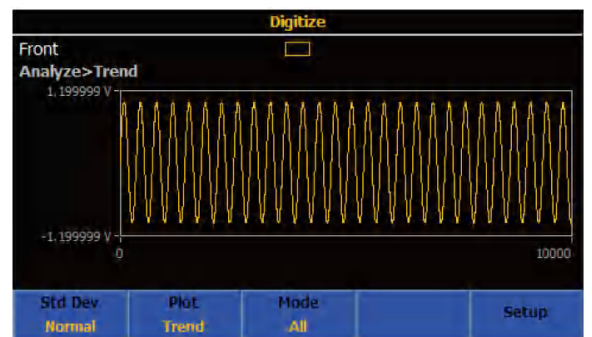 Digitize
Front
Analyze>Trend
1.199999 V
-1.199999 V
0 10000
Std Dev Plot Mode Setup
Normal Trend All